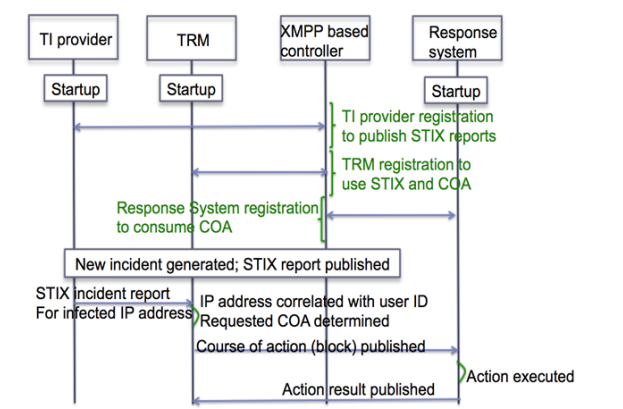 TI provider
TRM
XMPP based
controller
Response
system
Startup
Startup
Startup
TI provider registration
to publish STIX reports
TRM registration to
use STIX and COA
Response System registration
to consume COA
New incident generated; STIX report published
STIX incident report
For infected IP address
IP address correlated with user ID
Requested COA determined
Course of action (block) published
Action executed
Action result published